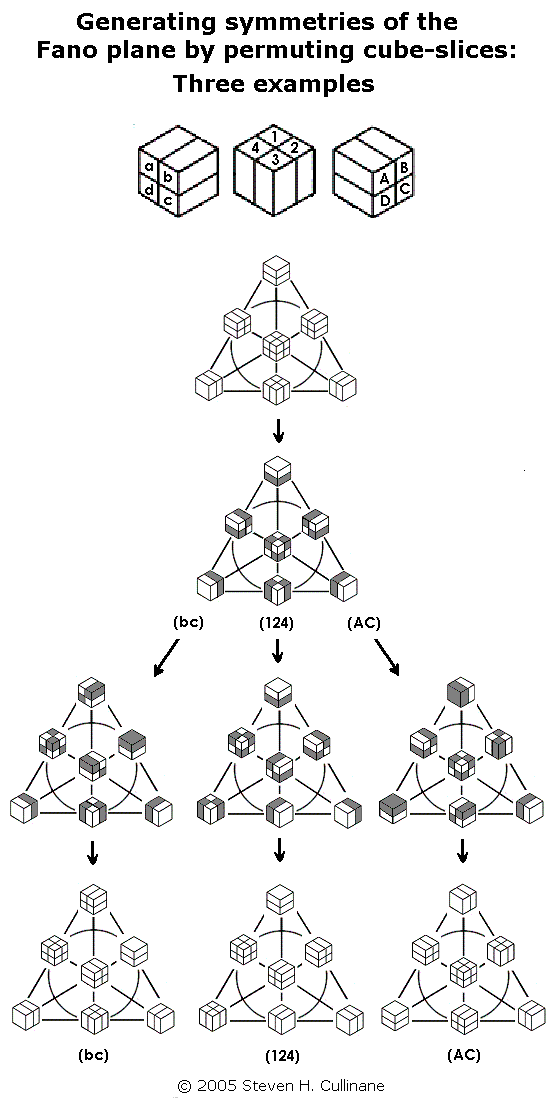 Generating symmetries of the
Fano plane by permuting cube-slices:
Three examples
a b d c
1 4 2 3
A B D C
(bc) (124) (AC)
(bc) (124) (AC)
© 2005 Steven H. Cullinane